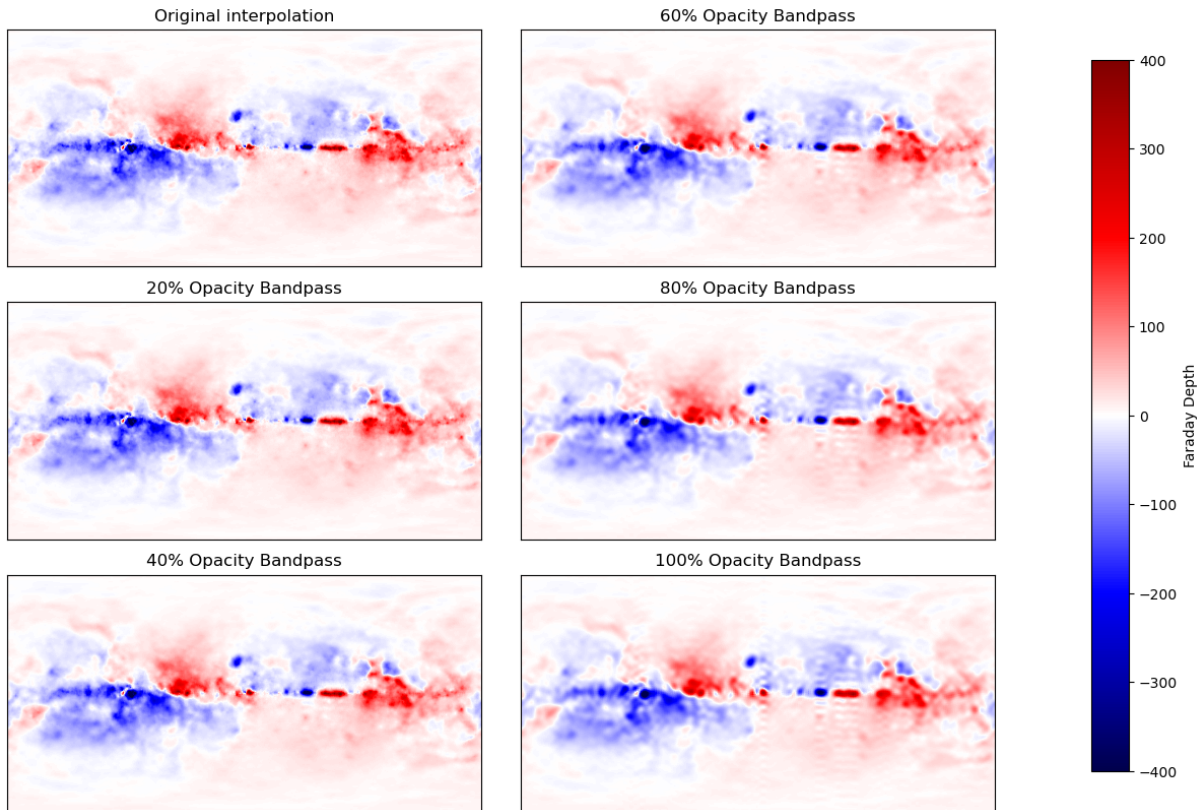 Original interpolation
60% Opacity Bandpass
20% Opacity Bandpass
80% Opacity Bandpass
40% Opacity Bandpass
100% Opacity Bandpass
400
300
200
100
0
−100
−200
−300
−400
Faraday Depth